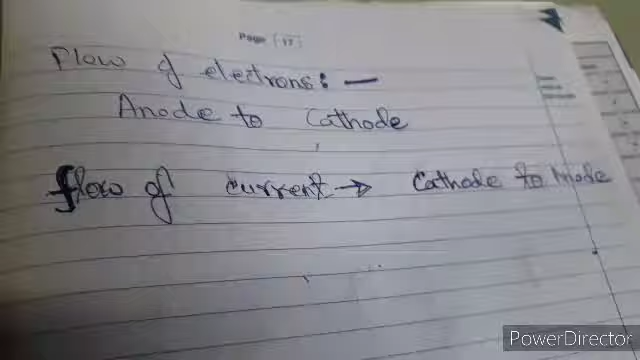 Page (17)
Flow of electrons:—
Anode to Cathode
flow of current → Cathode to Anode
PowerDirector